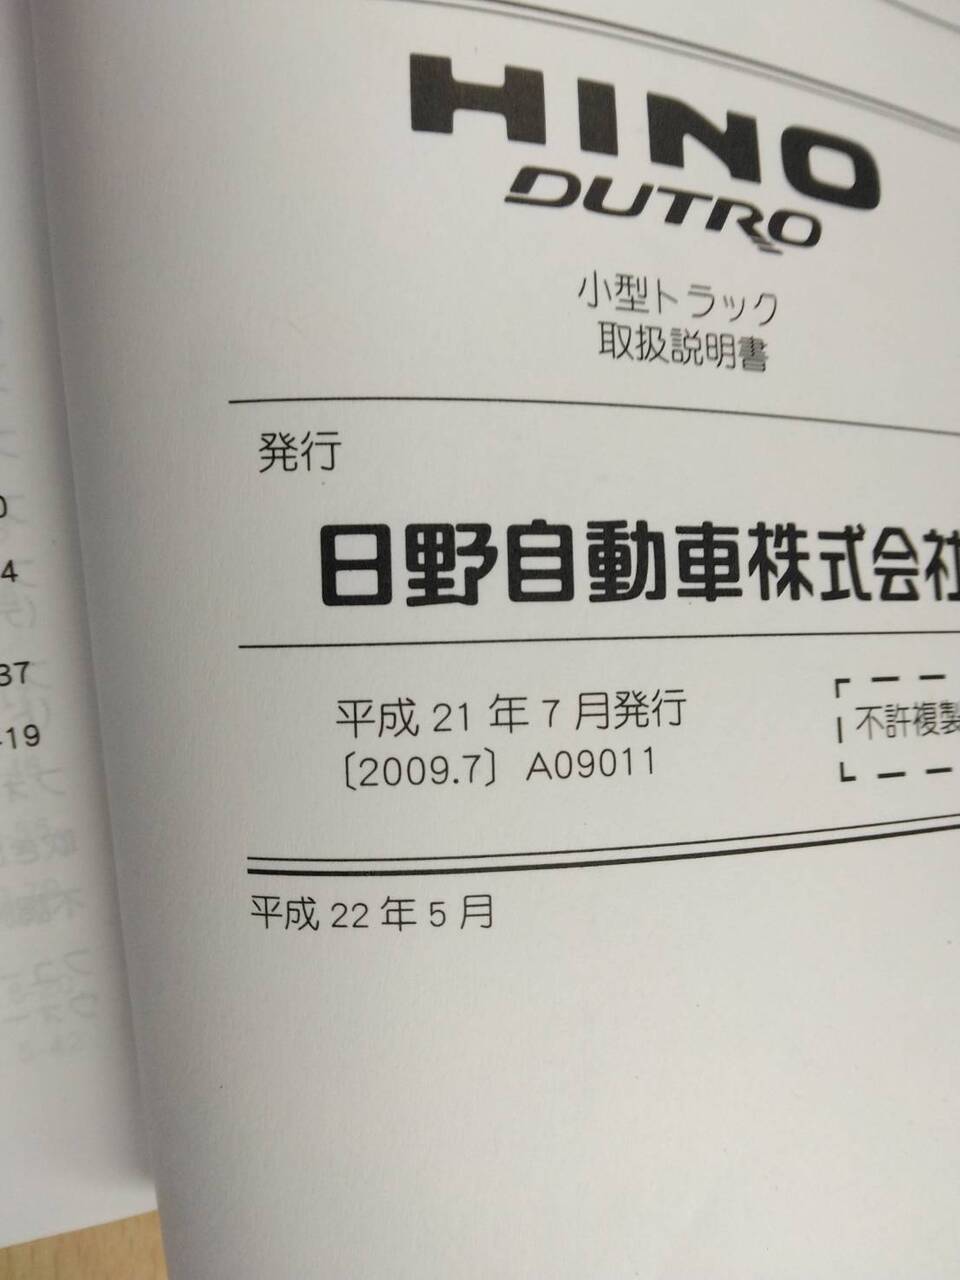 HINO
DUTRO
小型トラック
取扱説明書
発行
日野自動車株式会社
平成 21 年 7 月発行
〔2009.7〕 A09011
不許複製
平成 22 年 5 月
0
4
37
-19